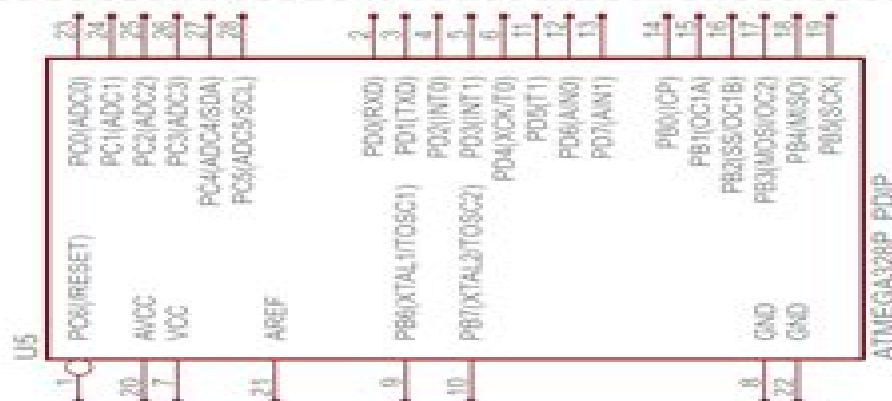 U5
1 PC6(/RESET)
20 AVCC
7 VCC
21 AREF
9 PB6(XTAL1/TOSC1)
10 PB7(XTAL2/TOSC2)
8 GND
22 GND
PC0(ADC0) 23
PC1(ADC1) 24
PC2(ADC2) 25
PC3(ADC3) 26
PC4(ADC4/SDA) 27
PC5(ADC5/SCL) 28
PD0(RXD) 2
PD1(TXD) 3
PD2(INT0) 4
PD3(INT1) 5
PD4(XCK/T0) 6
PD5(T1) 11
PD6(AIN0) 12
PD7(AIN1) 13
PB0(ICP) 14
PB1(OC1A) 15
PB2(SS/OC1B) 16
PB3(MOSI/OC2) 17
PB4(MISO) 18
PB5(SCK) 19
ATMEGA328P_PDIP